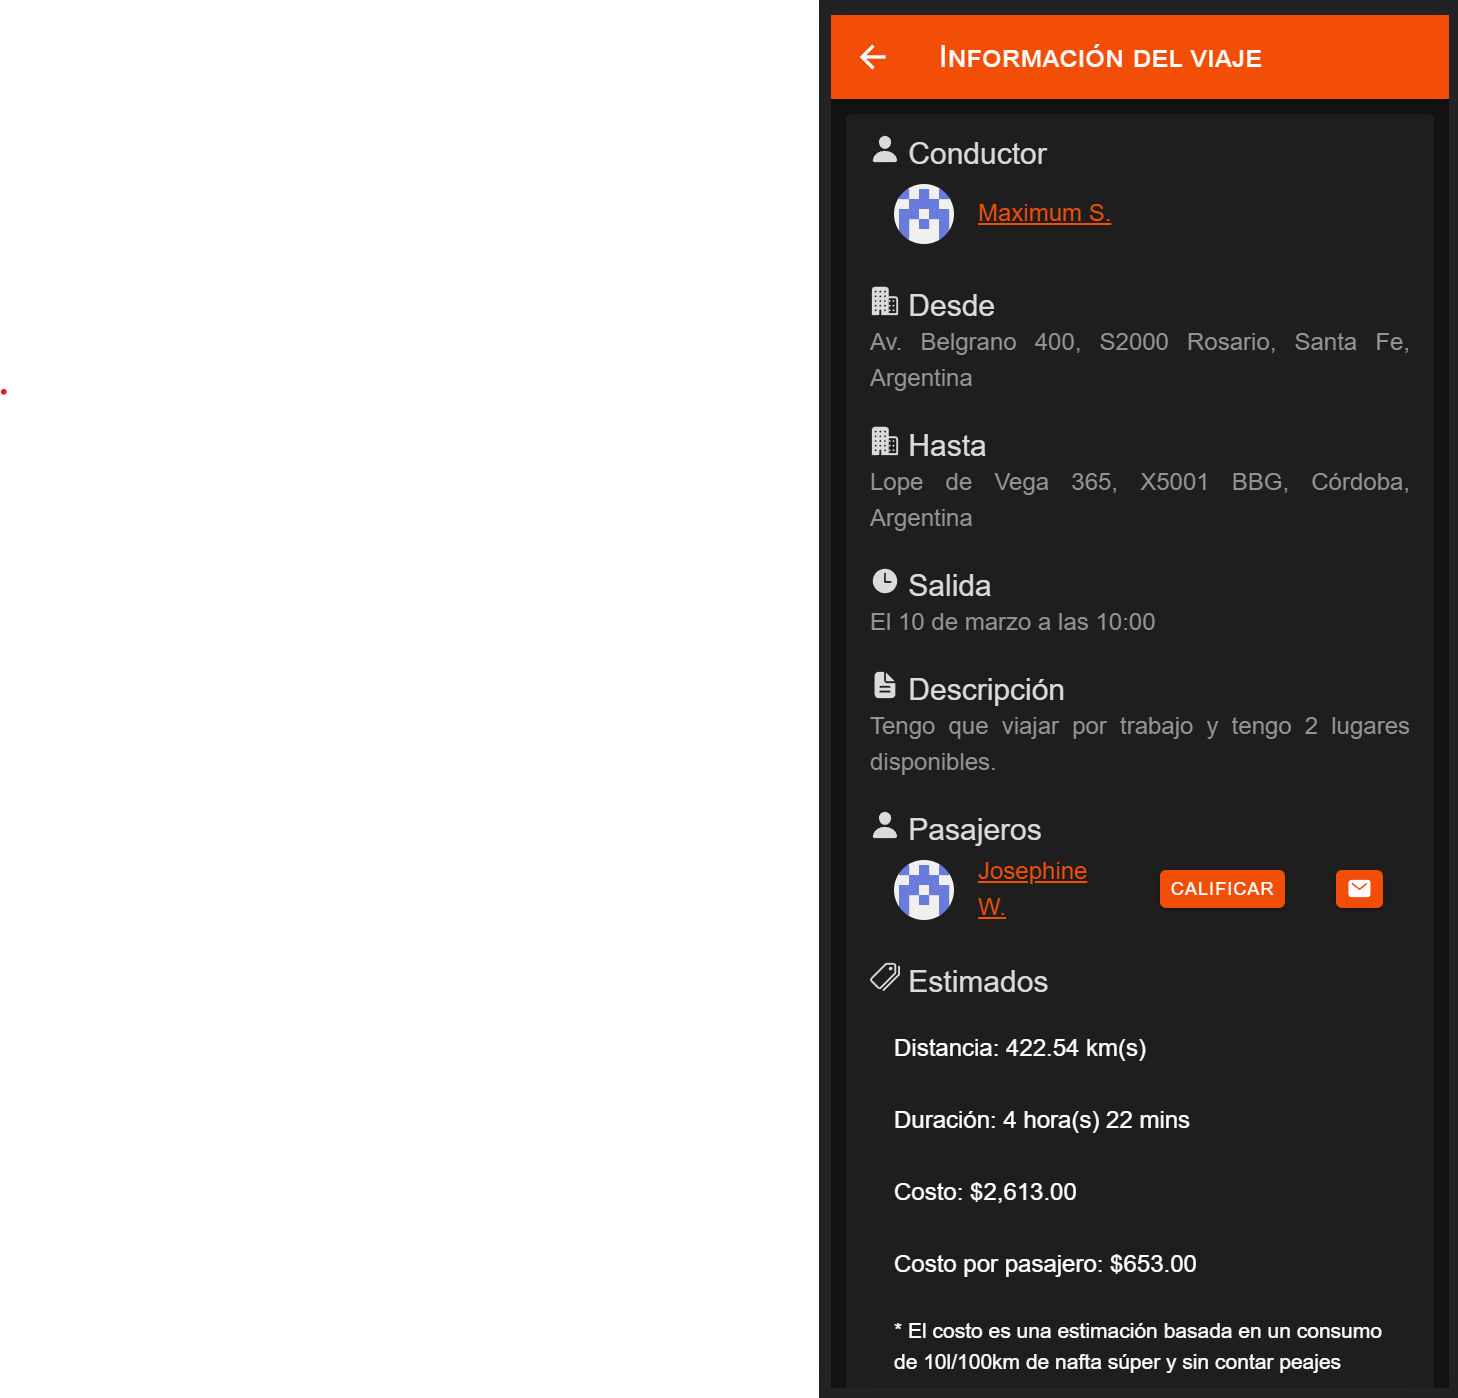 INFORMACIÓN DEL VIAJE
Conductor
Maximum S.
Desde
Av. Belgrano 400, S2000 Rosario, Santa Fe,
Argentina
Hasta
Lope de Vega 365, X5001 BBG, Córdoba,
Argentina
Salida
El 10 de marzo a las 10:00
Descripción
Tengo que viajar por trabajo y tengo 2 lugares
disponibles.
Pasajeros
Josephine
W.
CALIFICAR
Estimados
Distancia: 422.54 km(s)
Duración: 4 hora(s) 22 mins
Costo: $2,613.00
Costo por pasajero: $653.00
* El costo es una estimación basada en un consumo
de 10l/100km de nafta súper y sin contar peajes